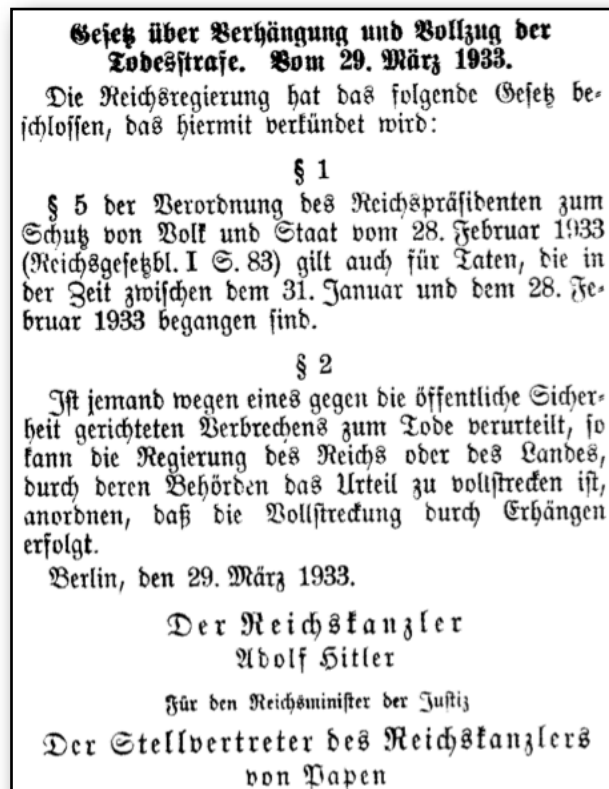 Gesetz über Verhängung und Vollzug der
Todesstrafe. Vom 29. März 1933.
Die Reichsregierung hat das folgende Gesetz be-
schlossen, das hiermit verkündet wird:
§ 1
§ 5 der Verordnung des Reichspräsidenten zum
Schutz von Volk und Staat vom 28. Februar 1933
(Reichsgesetzbl. I S. 83) gilt auch für Taten, die in
der Zeit zwischen dem 31. Januar und dem 28. Fe-
bruar 1933 begangen sind.
§ 2
Ist jemand wegen eines gegen die öffentliche Sicher-
heit gerichteten Verbrechens zum Tode verurteilt, so
kann die Regierung des Reichs oder des Landes,
durch deren Behörden das Urteil zu vollstrecken ist,
anordnen, daß die Vollstreckung durch Erhängen
erfolgt.
Berlin, den 29. März 1933.
Der Reichskanzler
Adolf Hitler
Für den Reichsminister der Justiz
Der Stellvertreter des Reichskanzlers
von Papen